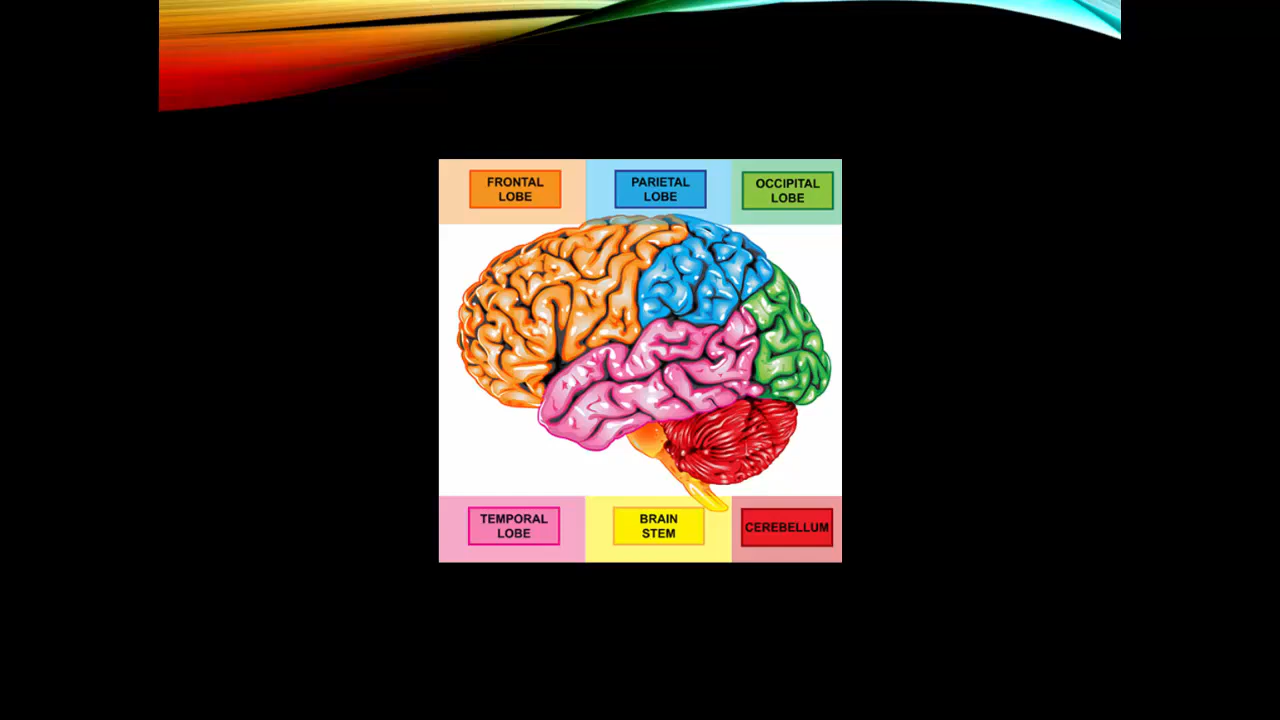 FRONTAL
LOBE
PARIETAL
LOBE
OCCIPITAL
LOBE
TEMPORAL
LOBE
BRAIN
STEM
CEREBELLUM